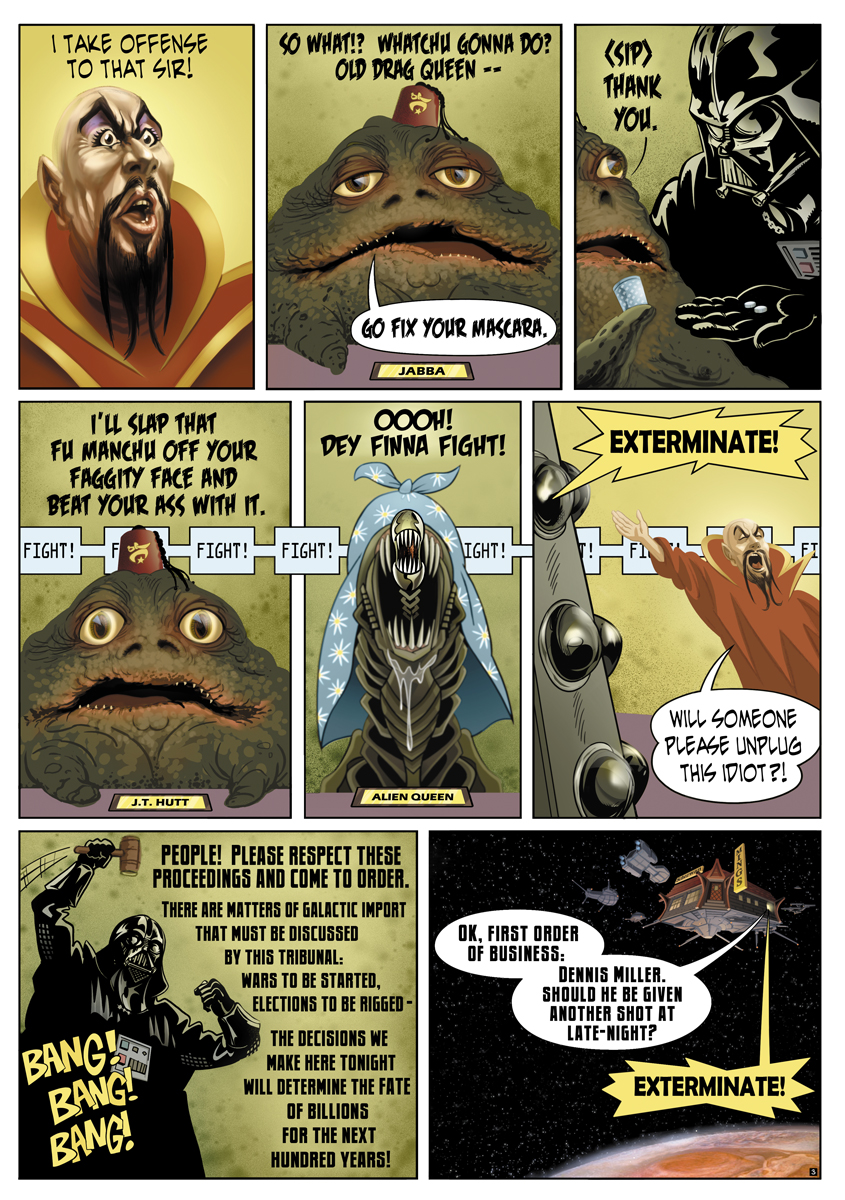 I TAKE OFFENSE
TO THAT SIR!
SO WHAT!? WHATCHU GONNA DO?
OLD DRAG QUEEN --
GO FIX YOUR MASCARA.
JABBA
<SIP>
THANK
YOU.
I'LL SLAP THAT
FU MANCHU OFF YOUR
FAGGITY FACE AND
BEAT YOUR ASS WITH IT.
FIGHT!
F
FIGHT!
FIGHT!
J.T. HUTT
OOOH!
DEY FINNA FIGHT!
IGHT!
ALIEN QUEEN
EXTERMINATE!
T!
FI
FI
WILL SOMEONE
PLEASE UNPLUG
THIS IDIOT?!
PEOPLE! PLEASE RESPECT THESE
PROCEEDINGS AND COME TO ORDER.
THERE ARE MATTERS OF GALACTIC IMPORT
THAT MUST BE DISCUSSED
BY THIS TRIBUNAL:
WARS TO BE STARTED,
ELECTIONS TO BE RIGGED -
THE DECISIONS WE
MAKE HERE TONIGHT
WILL DETERMINE THE FATE
OF BILLIONS
FOR THE NEXT
HUNDRED YEARS!
BANG!
BANG!
BANG!
MINGS
OK, FIRST ORDER
OF BUSINESS:
DENNIS MILLER.
SHOULD HE BE GIVEN
ANOTHER SHOT AT
LATE-NIGHT?
EXTERMINATE!
3